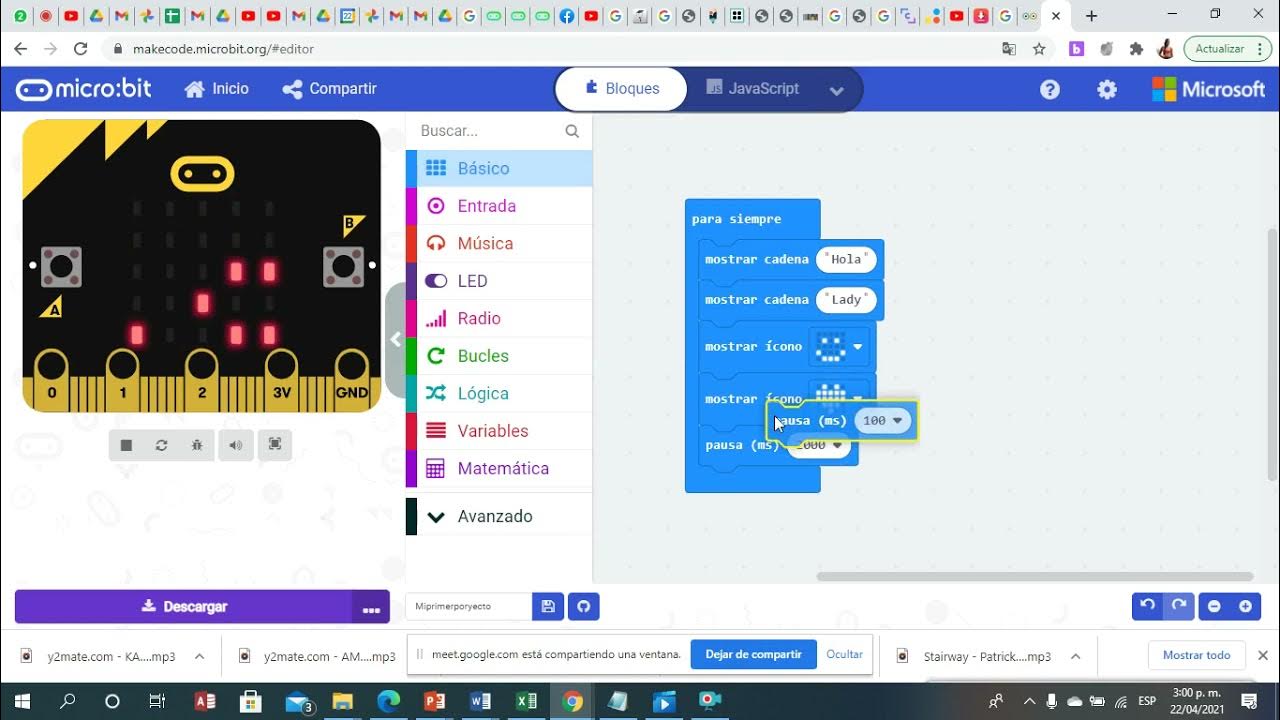 makecode.microbit.org/#editor
Actualizar
micro:bit
Inicio
Compartir
Bloques
JS JavaScript
Microsoft
Buscar...
Básico
Entrada
Música
LED
Radio
Bucles
Lógica
Variables
Matemática
Avanzado
B
A
0 1 2 3V GND
para siempre
mostrar cadena "Hola"
mostrar cadena "Lady"
mostrar ícono
mostrar ícono
pausa (ms) 100
pausa (ms)
Descargar
...
Miprimerporyecto
y2mate.com - KA....mp3
y2mate.com - AM....mp3
meet.google.com está compartiendo una ventana.
Dejar de compartir
Ocultar
Stairway - Patrick....mp3
Mostrar todo
3
ESP
3:00 p. m.
22/04/2021